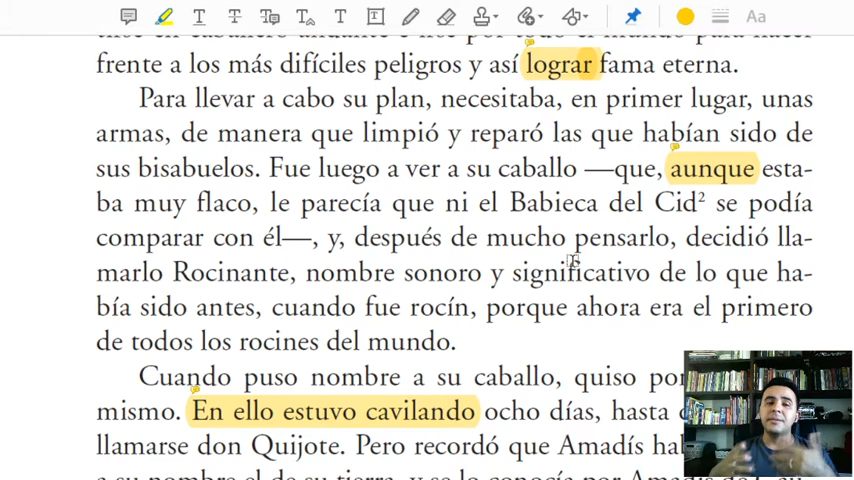 frente a los más difíciles peligros y así lograr fama eterna.
Para llevar a cabo su plan, necesitaba, en primer lugar, unas
armas, de manera que limpió y reparó las que habían sido de
sus bisabuelos. Fue luego a ver a su caballo —que, aunque esta-
ba muy flaco, le parecía que ni el Babieca del Cid² se podía
comparar con él—, y, después de mucho pensarlo, decidió lla-
marlo Rocinante, nombre sonoro y significativo de lo que ha-
bía sido antes, cuando fue rocín, porque ahora era el primero
de todos los rocines del mundo.
Cuando puso nombre a su caballo, quiso
mismo. En ello estuvo cavilando ocho días, hasta
llamarse don Quijote. Pero recordó que Amadís